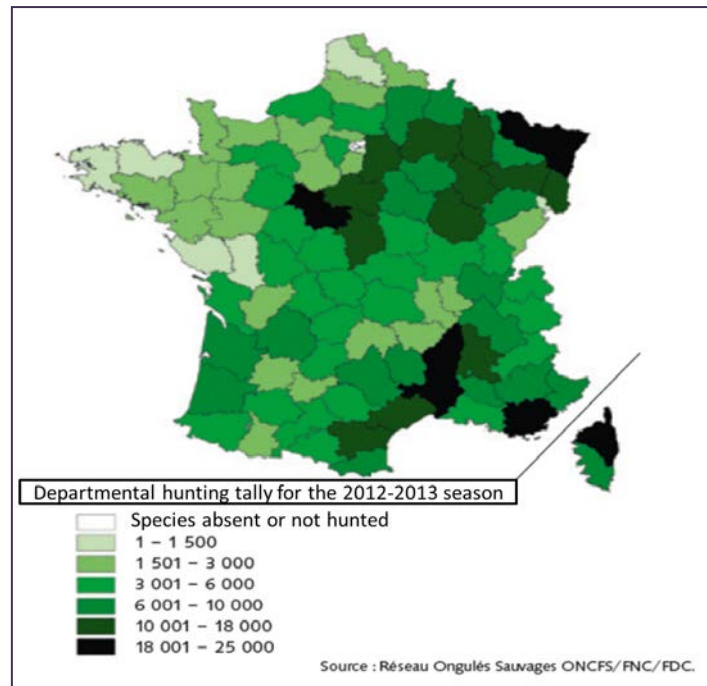 Departmental hunting tally for the 2012-2013 season
Species absent or not hunted
1 – 1 500
1 501 – 3 000
3 001 – 6 000
6 001 – 10 000
10 001 – 18 000
18 001 – 25 000
Source : Réseau Ongulés Sauvages ONCFS/FNC/FDC.